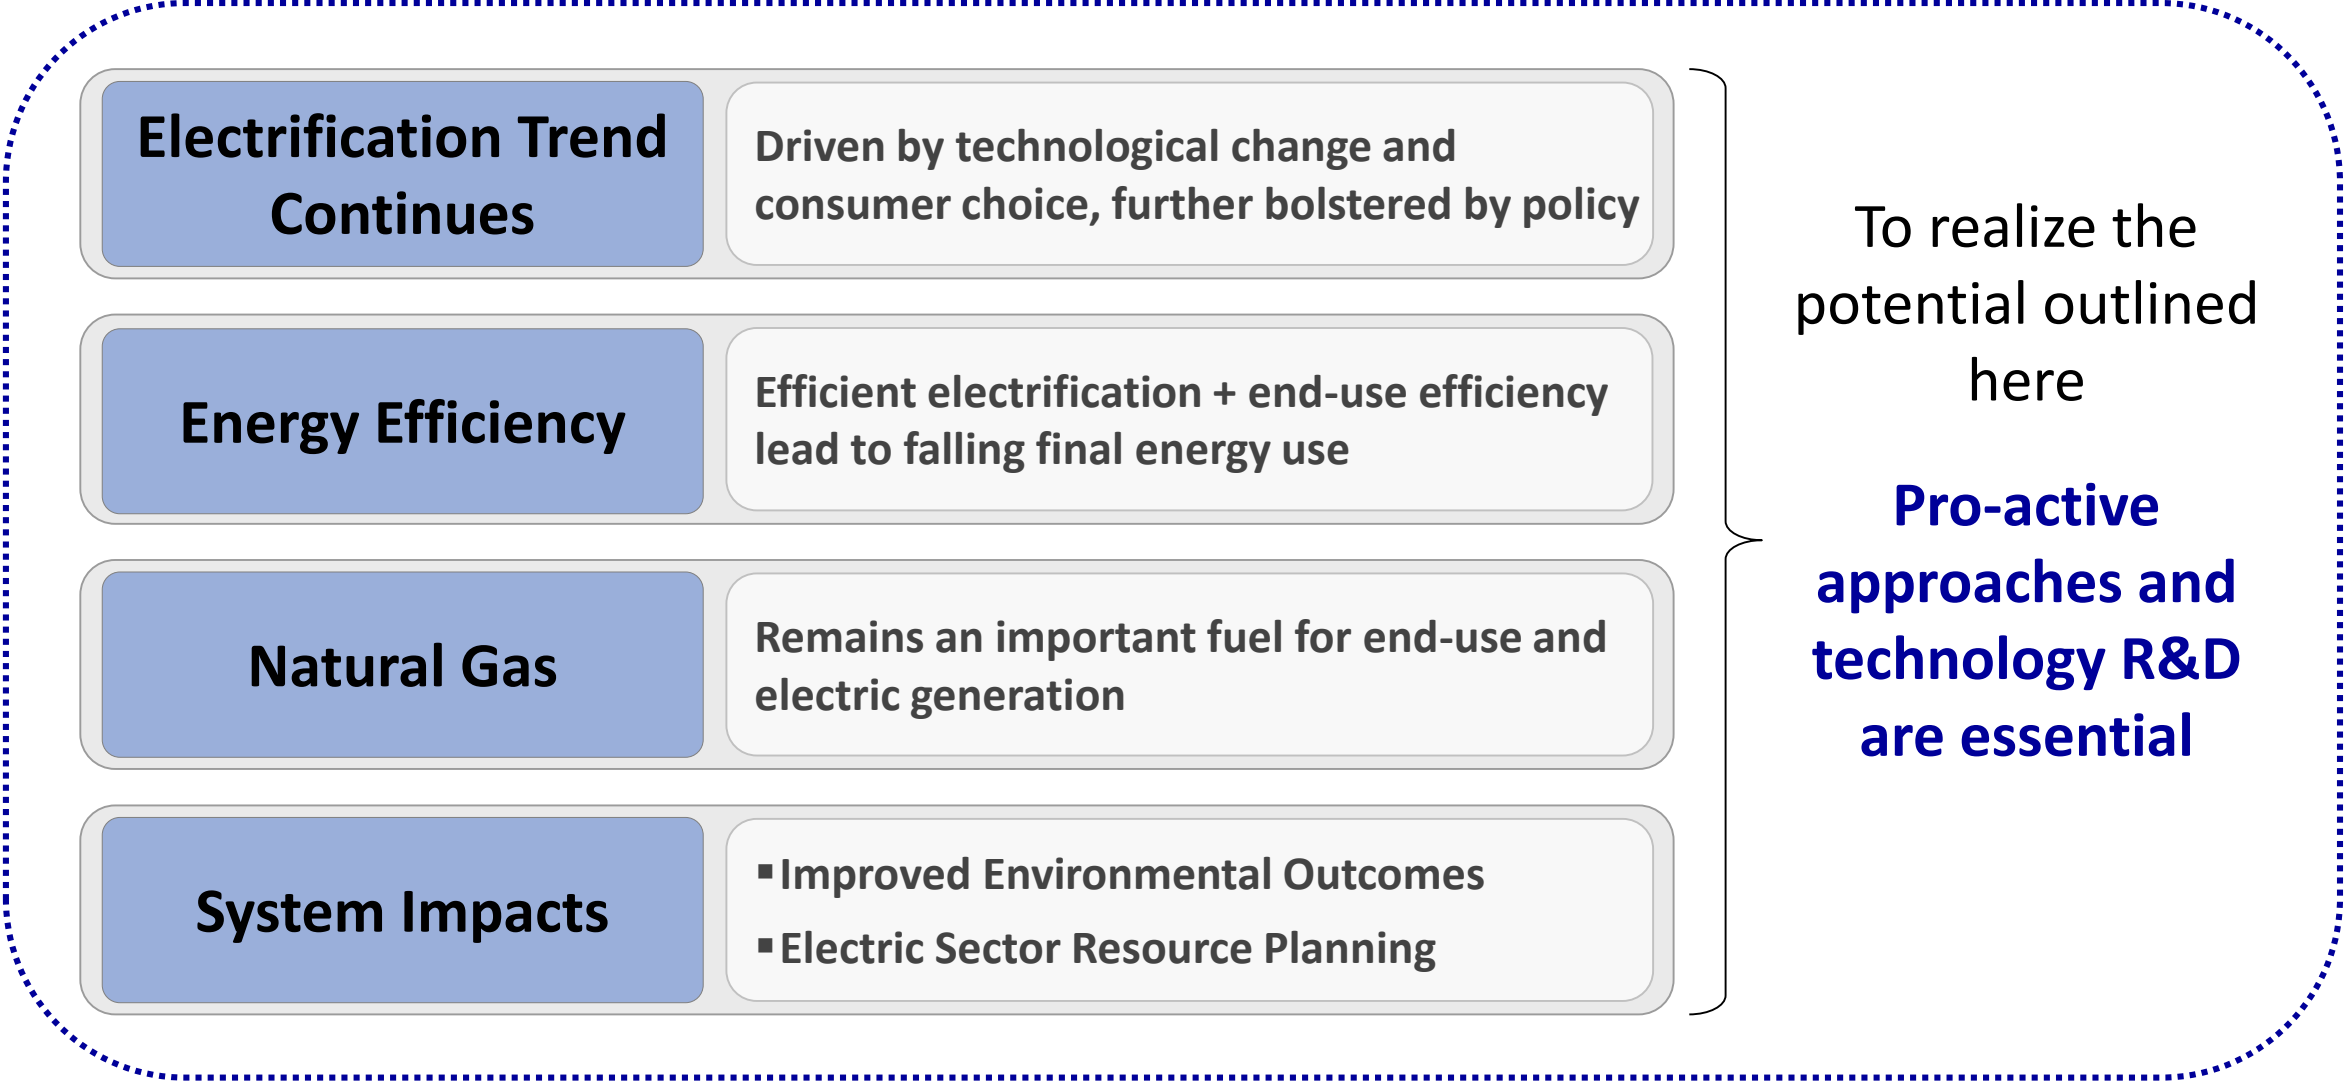 Electrification Trend
Continues
Driven by technological change and
consumer choice, further bolstered by policy
Energy Efficiency
Efficient electrification + end-use efficiency
lead to falling final energy use
Natural Gas
Remains an important fuel for end-use and
electric generation
System Impacts
▪Improved Environmental Outcomes
▪Electric Sector Resource Planning
To realize the
potential outlined
here
Pro-active
approaches and
technology R&D
are essential